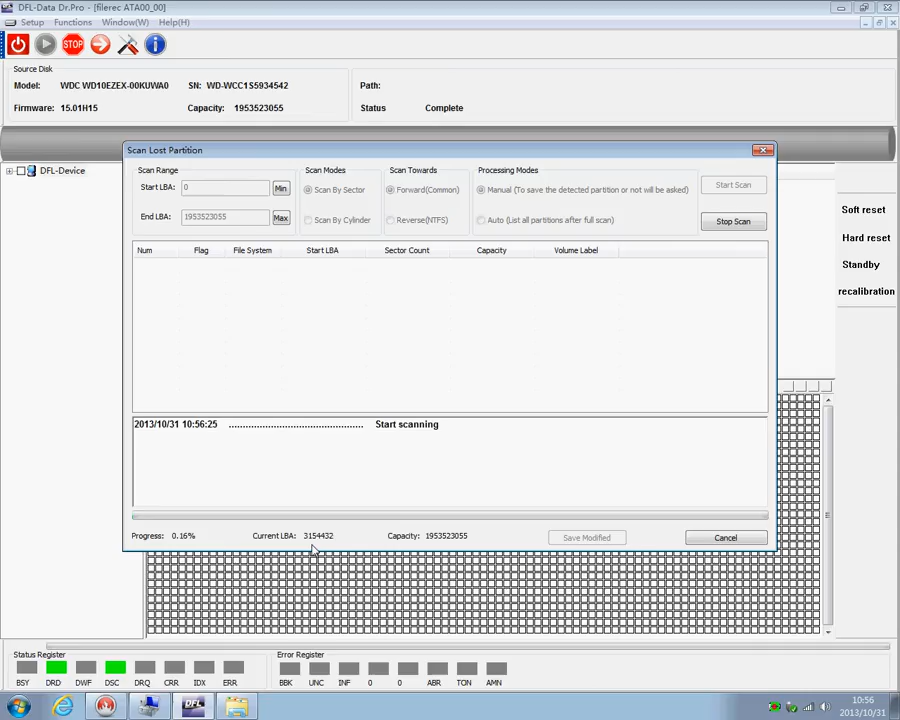 DFL-Data Dr.Pro - [filerec ATA00_00]
Setup Functions Window(W) Help(H)
STOP
Source Disk
Model: WDC WD10EZEX-00KUWA0 SN: WD-WCC1S5934542 Path:
Firmware: 15.01H15 Capacity: 1953523055 Status Complete
DFL-Device
Scan Lost Partition
Scan Range Scan Modes Scan Towards Processing Modes
Start LBA: 0 Min Scan By Sector Forward(Common) Manual (To save the detected partition or not will be asked) Start Scan
End LBA: 1953523055 Max Scan By Cylinder Reverse(NTFS) Auto (List all partitions after full scan) Stop Scan
Num Flag File System Start LBA Sector Count Capacity Volume Label
2013/10/31 10:56:25 .................................................. Start scanning
Progress: 0.16% Current LBA: 3154432 Capacity: 1953523055 Save Modified Cancel
Soft reset
Hard reset
Standby
recalibration
Status Register Error Register
BSY DRD DWF DSC DRQ CRR IDX ERR BBK UNC INF 0 0 ABR TON AMN
DFL
10:56
2013/10/31